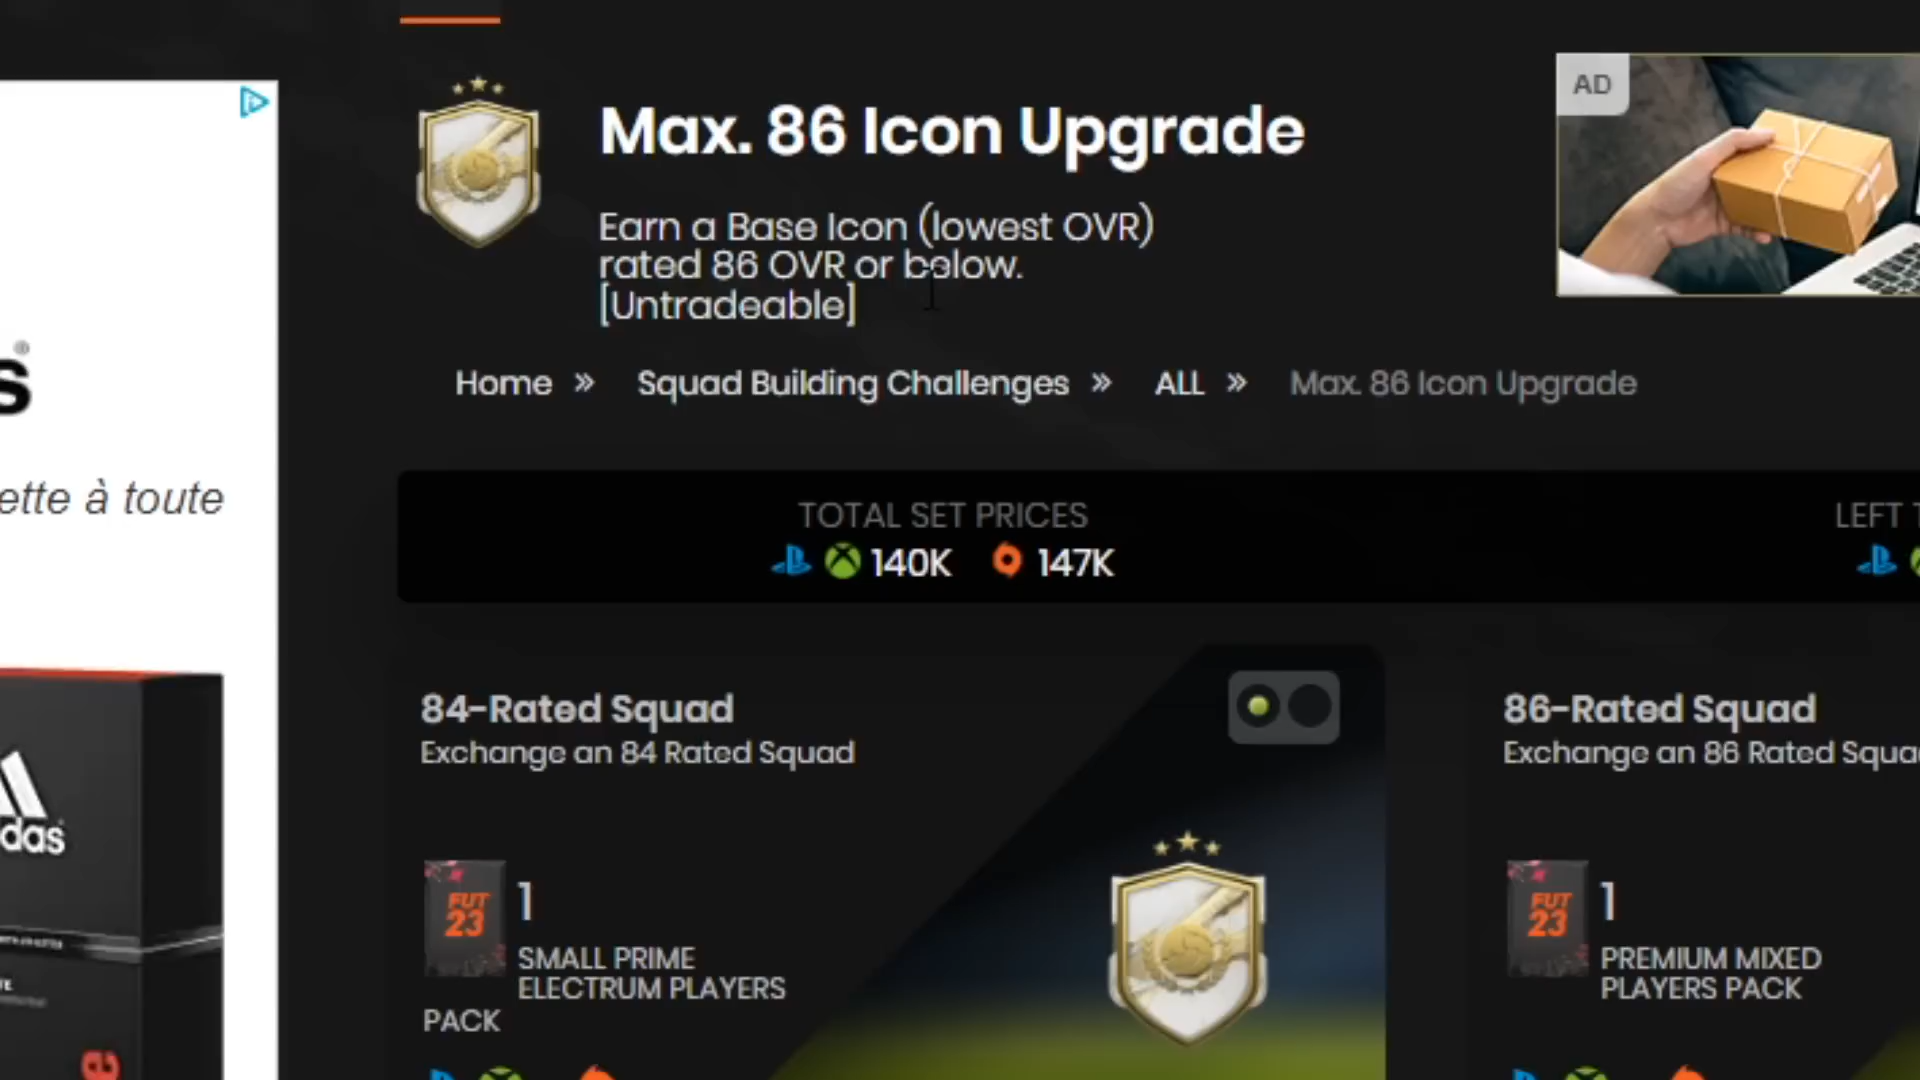 AD
Max. 86 Icon Upgrade
Earn a Base Icon (lowest OVR)
rated 86 OVR or below.
[Untradeable]
Home » Squad Building Challenges » ALL » Max. 86 Icon Upgrade
s
ette à toute
TOTAL SET PRICES
140K 147K
LEFT
84-Rated Squad
Exchange an 84 Rated Squad
FUT
23
1
SMALL PRIME
ELECTRUM PLAYERS
PACK
86-Rated Squad
Exchange an 86 Rated Squa
FUT
23
1
PREMIUM MIXED
PLAYERS PACK
das